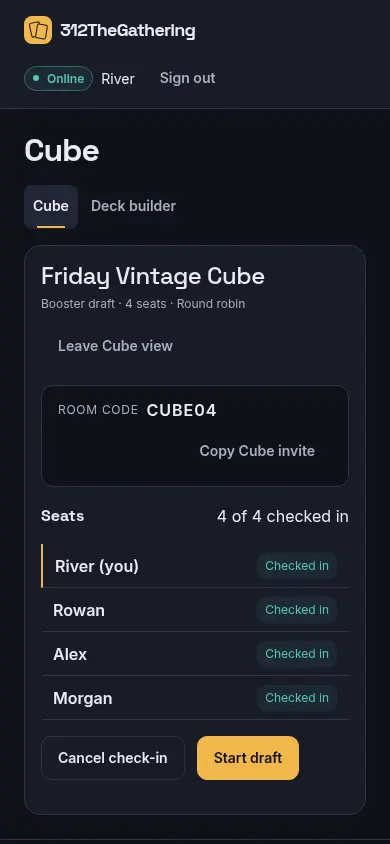 312TheGathering
Online River Sign out
Cube
Cube Deck builder
Friday Vintage Cube
Booster draft · 4 seats · Round robin
Leave Cube view
ROOM CODE CUBE04
Copy Cube invite
Seats 4 of 4 checked in
River (you) Checked in
Rowan Checked in
Alex Checked in
Morgan Checked in
Cancel check-in Start draft